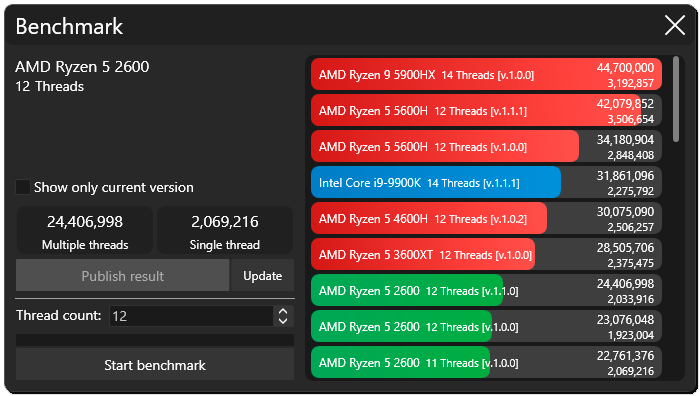 Benchmark
AMD Ryzen 5 2600
12 Threads
Show only current version
24,406,998
Multiple threads
2,069,216
Single thread
Publish result
Update
Thread count:
12
Start benchmark
AMD Ryzen 9 5900HX 14 Threads [v.1.0.0]
44,700,000
3,192,857
AMD Ryzen 5 5600H 12 Threads [v.1.1.1]
42,079,852
3,506,654
AMD Ryzen 5 5600H 12 Threads [v.1.0.0]
34,180,904
2,848,408
Intel Core i9-9900K 14 Threads [v.1.1.1]
31,861,096
2,275,792
AMD Ryzen 5 4600H 12 Threads [v.1.0.2]
30,075,090
2,506,257
AMD Ryzen 5 3600XT 12 Threads [v.1.0.0]
28,505,706
2,375,475
AMD Ryzen 5 2600 12 Threads [v.1.1.0]
24,406,998
2,033,916
AMD Ryzen 5 2600 12 Threads [v.1.0.0]
23,076,048
1,923,004
AMD Ryzen 5 2600 11 Threads [v.1.0.0]
22,761,376
2,069,216